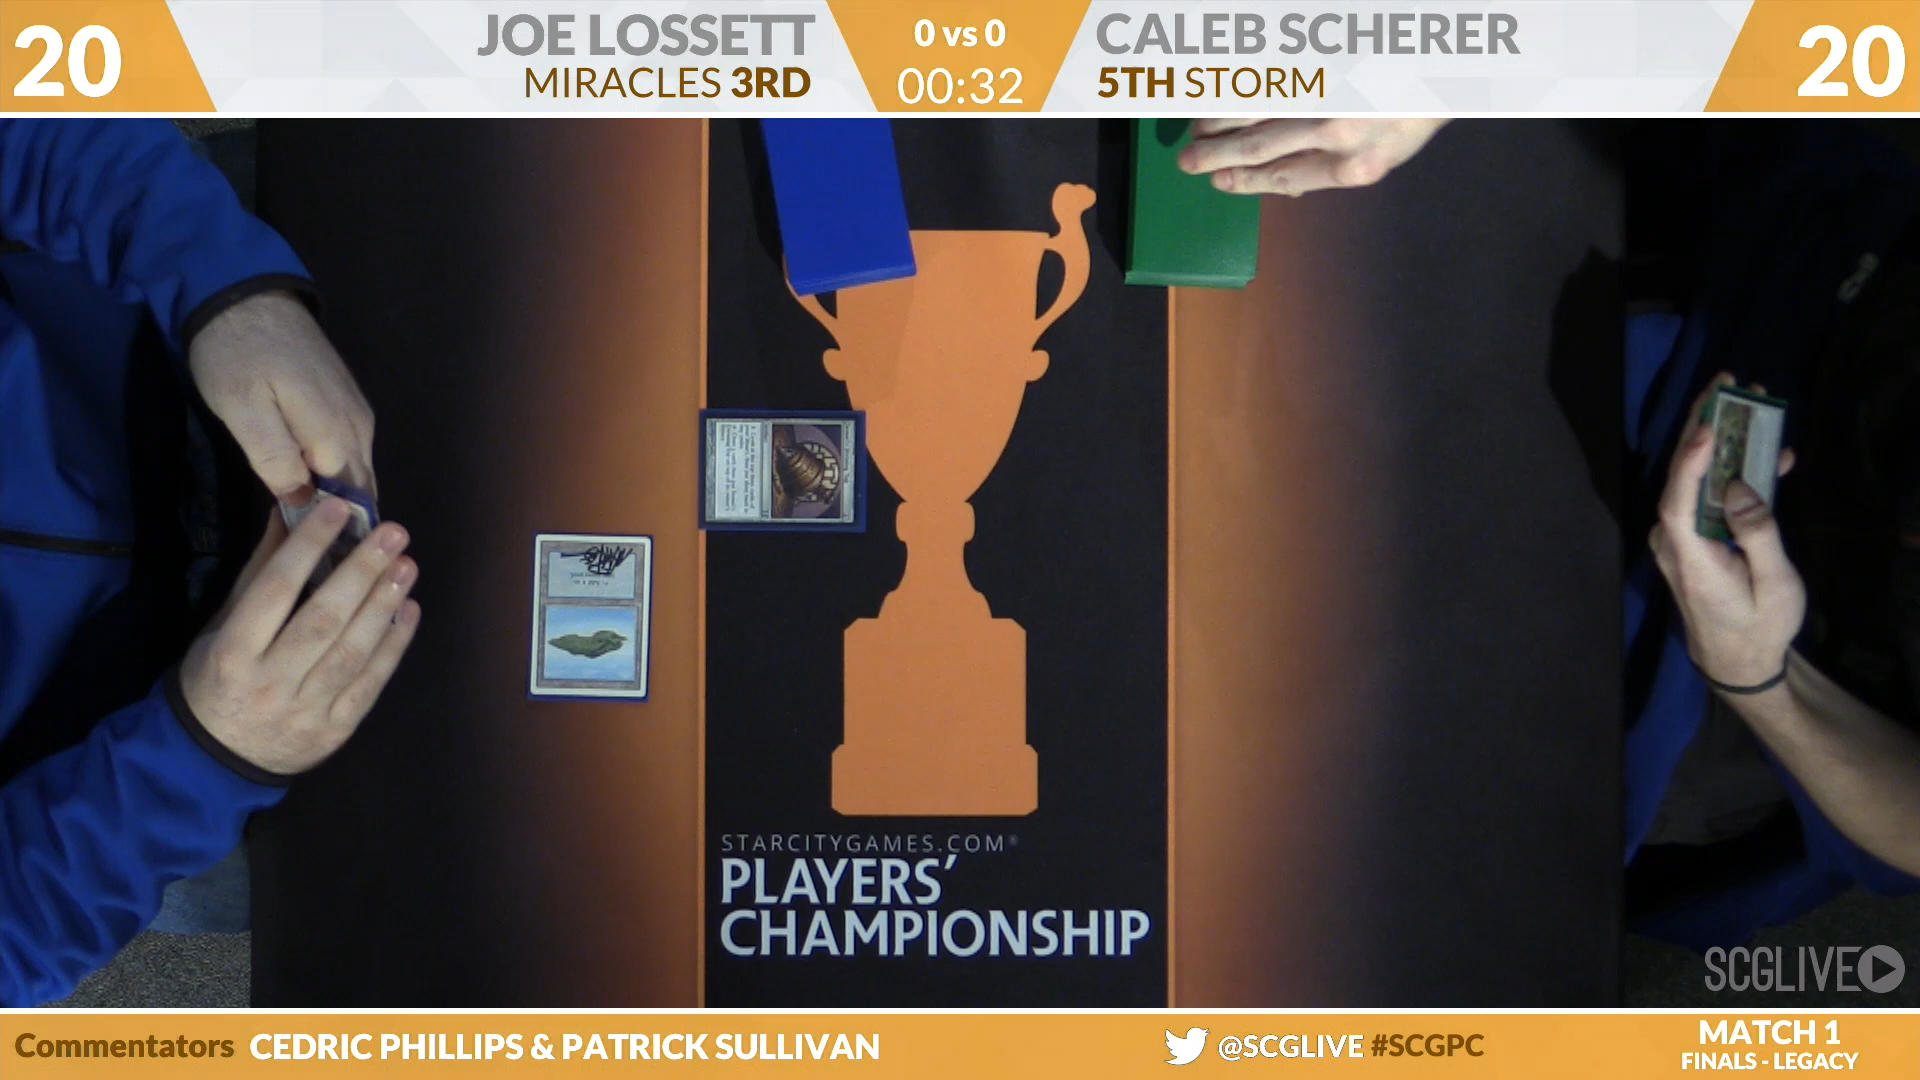 20
JOE LOSSETT
MIRACLES 3RD
0 vs 0
00:32
CALEB SCHERER
5TH STORM
20
STARCITYGAMES.COM®
PLAYERS'
CHAMPIONSHIP
SCGLIVE
Commentators CEDRIC PHILLIPS & PATRICK SULLIVAN
@SCGLIVE #SCGPC
MATCH 1
FINALS - LEGACY